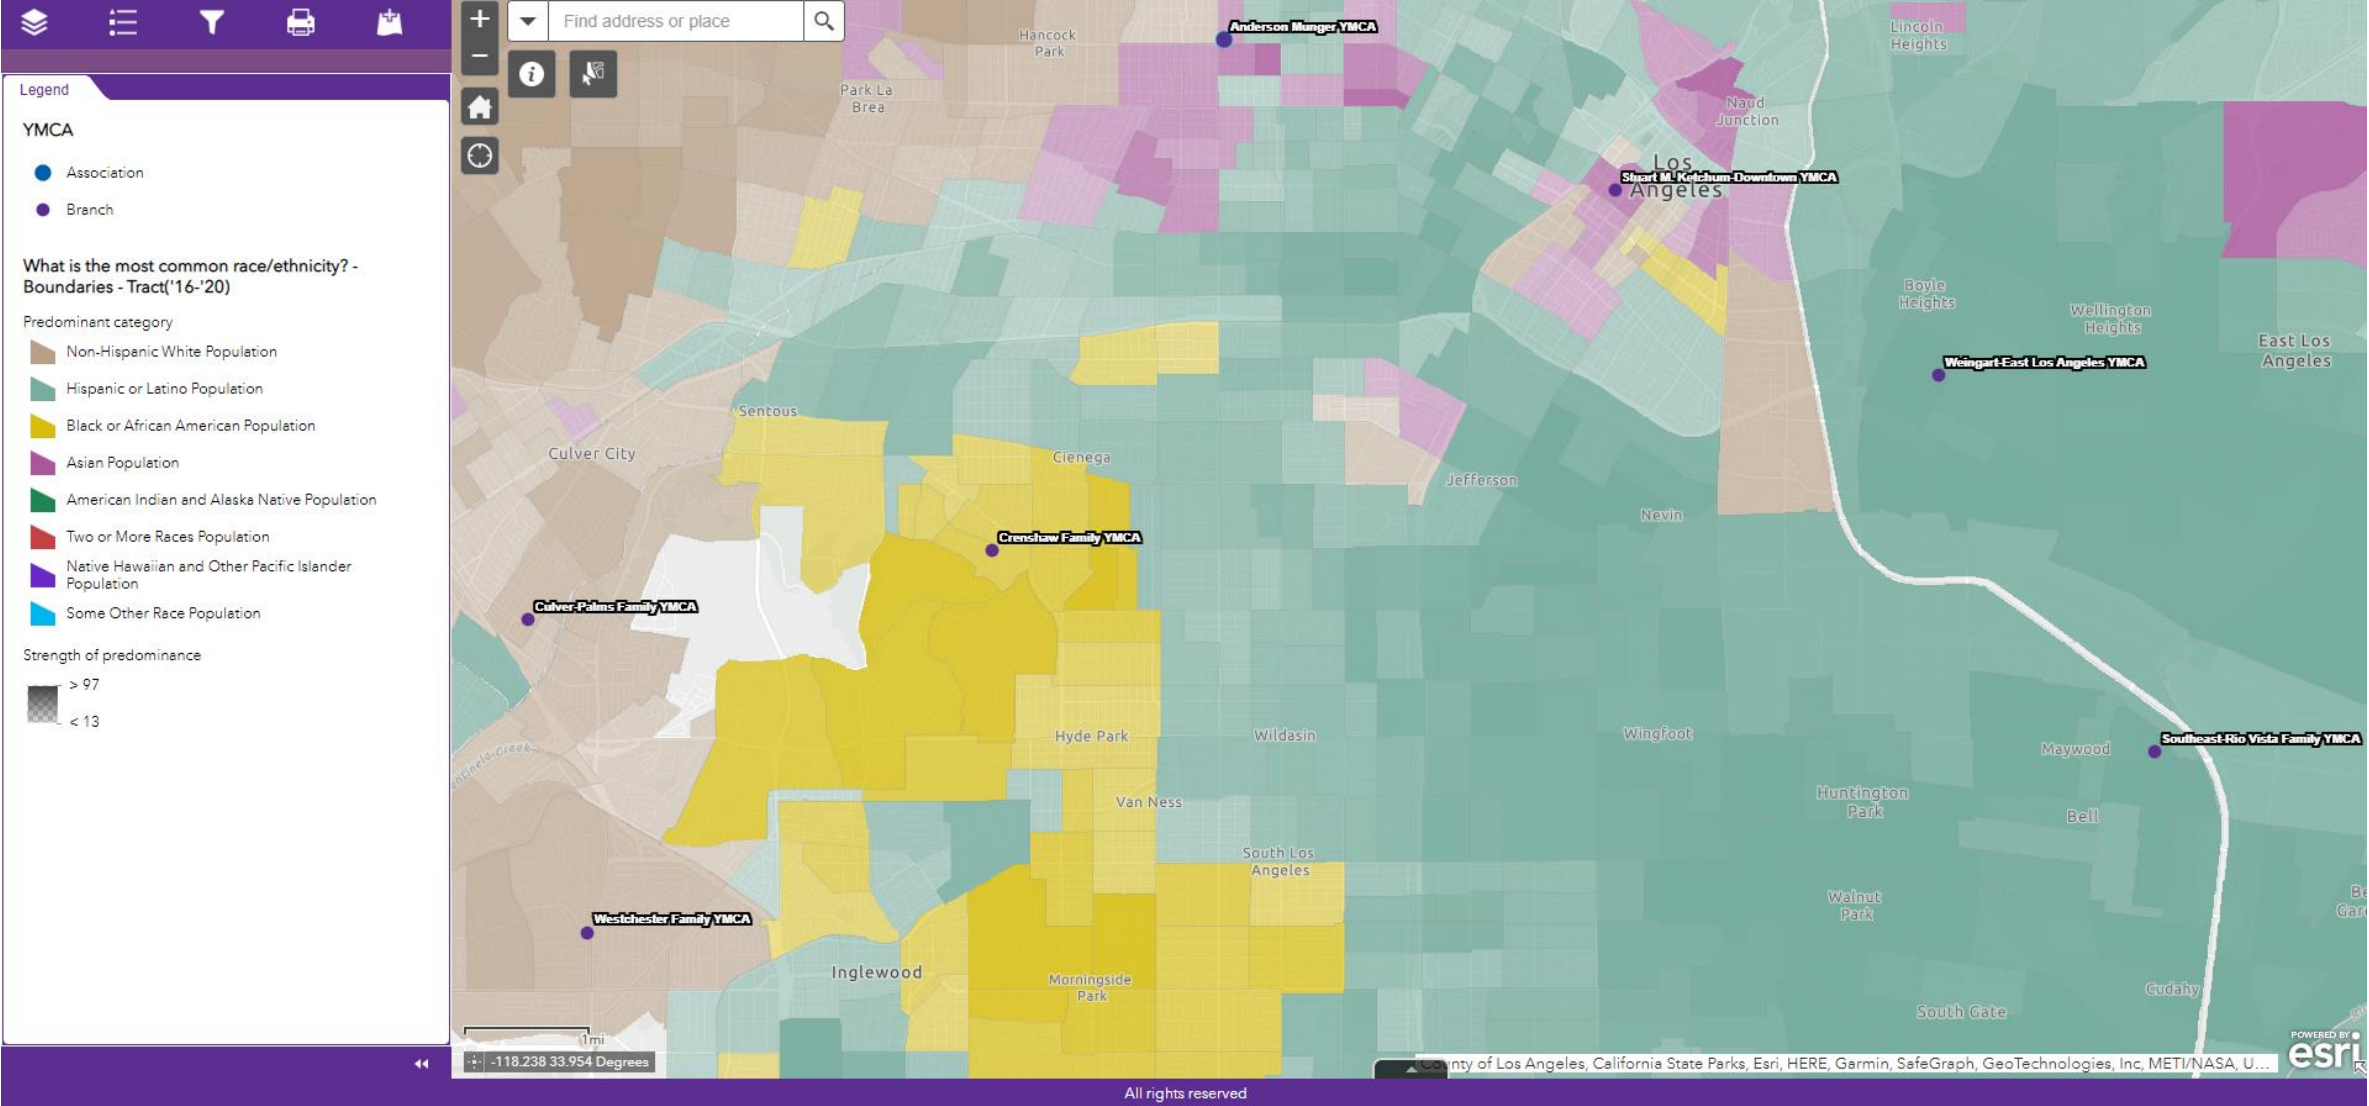 Find address or place
Legend
YMCA
Association
Branch
What is the most common race/ethnicity? -
Boundaries - Tract('16-'20)
Predominant category
Non-Hispanic White Population
Hispanic or Latino Population
Black or African American Population
Asian Population
American Indian and Alaska Native Population
Two or More Races Population
Native Hawaiian and Other Pacific Islander
Population
Some Other Race Population
Strength of predominance
> 97
< 13
Anderson Munger YMCA
Hancock
Park
Lincoln
Heights
Park La
Brea
Naud
Junction
Los
Angeles
Stuart M. Ketchum-Downtown YMCA
Boyle
Heights
Wellington
Heights
East Los
Angeles
Weingart-East Los Angeles YMCA
Sentous
Culver City
Cienega
Jefferson
Nevin
Crenshaw Family YMCA
Culver-Palms Family YMCA
Hyde Park
Wildasin
Wingfoot
Southeast-Rio Vista Family YMCA
Maywood
Creek
Van Ness
Huntington
Park
Bell
South Los
Angeles
Walnut
Park
Westchester Family YMCA
Inglewood
Morningside
Park
Cudahy
South Gate
1mi
-118.238 33.954 Degrees
County of Los Angeles, California State Parks, Esri, HERE, Garmin, SafeGraph, GeoTechnologies, Inc, METI/NASA, U...
POWERED BY
esri
All rights reserved